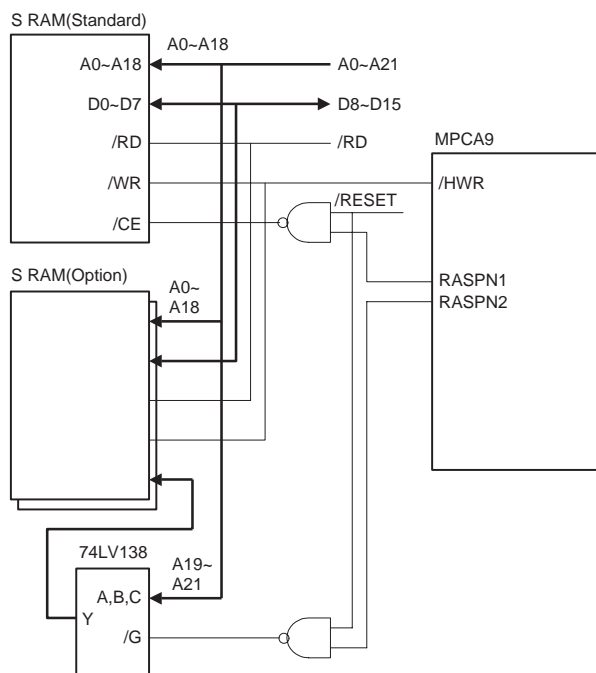 S RAM(Standard)
A0~A18
A0~A18
A0~A21
D0~D7
D8~D15
MPCA9
/RD
/RD
/WR
/HWR
/RESET
/CE
S RAM(Option)
A0~
A18
RASPN1
RASPN2
74LV138
A19~
A21
A,B,C
Y
/G